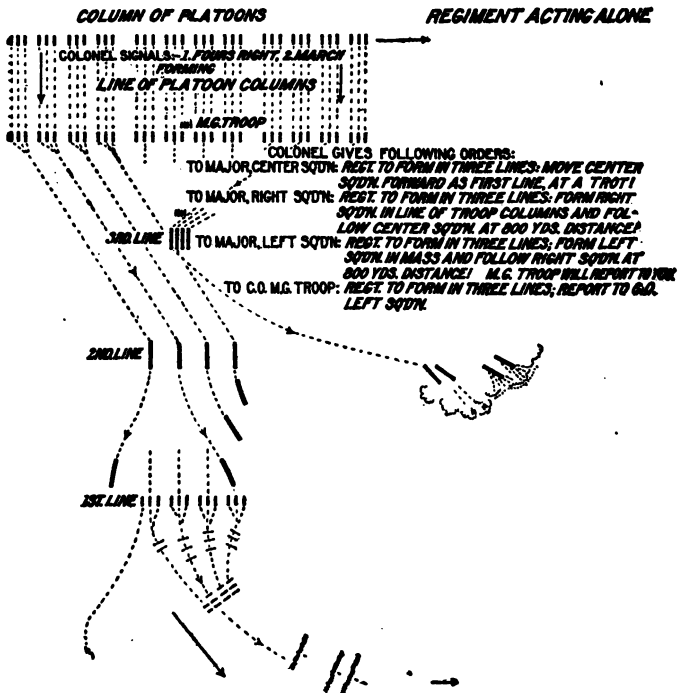 COLUMN OF PLATOONS
REGIMENT ACTING ALONE
COLONEL SIGNALS:-1. FOURS RIGHT, 2. MARCH
FORMING
LINE OF PLATOON COLUMNS
M.G. TROOP
COLONEL GIVES FOLLOWING ORDERS:
TO MAJOR, CENTER SQD'N: REGT. TO FORM IN THREE LINES: MOVE CENTER
SQD'N. FORWARD AS FIRST LINE, AT A TROT!
TO MAJOR, RIGHT SQD'N: REGT. TO FORM IN THREE LINES: FORM RIGHT
SQD'N. IN LINE OF TROOP COLUMNS AND FOL-
LOW CENTER SQD'N. AT 800 YDS. DISTANCE!
3RD. LINE
TO MAJOR, LEFT SQD'N: REGT. TO FORM IN THREE LINES; FORM LEFT
SQD'N. IN MASS AND FOLLOW RIGHT SQD'N. AT
800 YDS. DISTANCE! M.G. TROOP WILL REPORT TO YOU.
TO C.O. M.G. TROOP: REGT. TO FORM IN THREE LINES; REPORT TO C.O.
LEFT SQD'N.
2ND. LINE
1ST. LINE